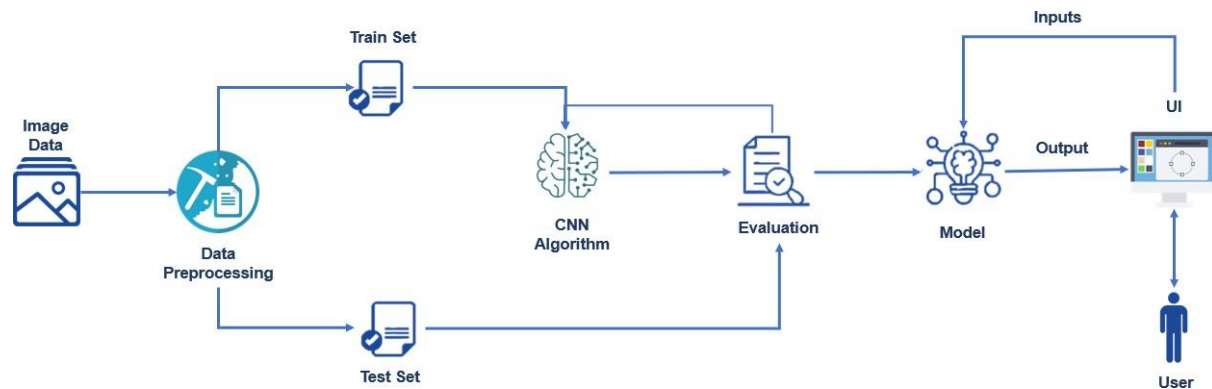 Inputs
Train Set
UI
Image
Data
Output
CNN
Algorithm
Evaluation
Model
Data
Preprocessing
Test Set
User